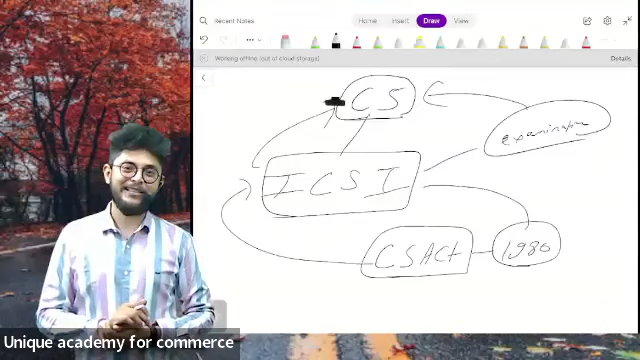 Recent Notes
Home Insert Draw View
Working offline (out of cloud storage)
Details
CS
examination
ICSI
CS Act
1980
Unique academy for commerce